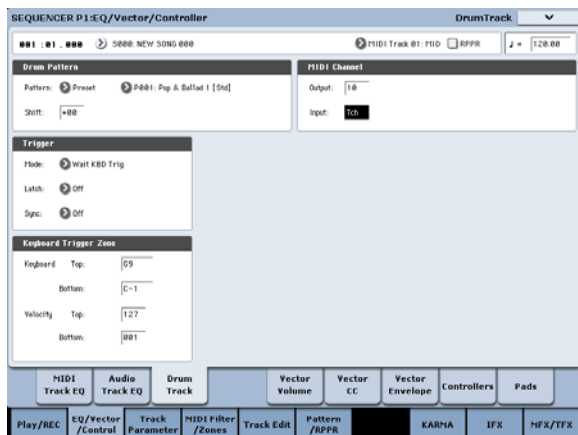 SEQUENCER P1:EQ/Vector/Controller DrumTrack
001 :01 . 000 S000: NEW SONG 000 MIDI Track 01: MID RPPR ♩ = 120.00
Drum Pattern MIDI Channel
Pattern: Preset P001: Pop & Ballad 1 [Std] Output: 10
Shift: +00 Input: Tch
Trigger
Mode: Wait KBD Trig
Latch: Off
Sync: Off
Keyboard Trigger Zone
Keyboard Top: G9
Bottom: C-1
Velocity Top: 127
Bottom: 001
MIDI Track EQ Audio Track EQ Drum Track Vector Volume Vector CC Vector Envelope Controllers Pads
Play/REC EQ/Vector /Control Track Parameter MIDI Filter /Zones Track Edit Pattern /RPPR KARMA IFX MFX/TFX